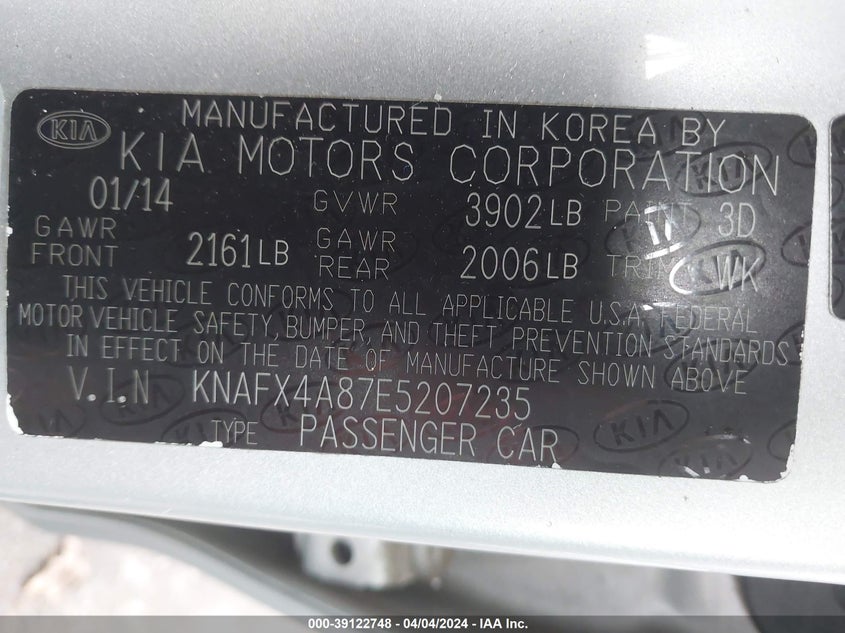 KIA
MANUFACTURED IN KOREA BY
KIA MOTORS CORPORATION
01/14 GVWR 3902LB PAINT 3D
GAWR FRONT 2161LB GAWR REAR 2006LB TRIM WK
THIS VEHICLE CONFORMS TO ALL APPLICABLE U.S.A. FEDERAL
MOTOR VEHICLE SAFETY, BUMPER, AND THEFT PREVENTION STANDARDS
IN EFFECT ON THE DATE OF MANUFACTURE SHOWN ABOVE
V.I.N KNAFX4A87E5207235
TYPE PASSENGER CAR
000-39122748 - 04/04/2024 - IAA, Inc.